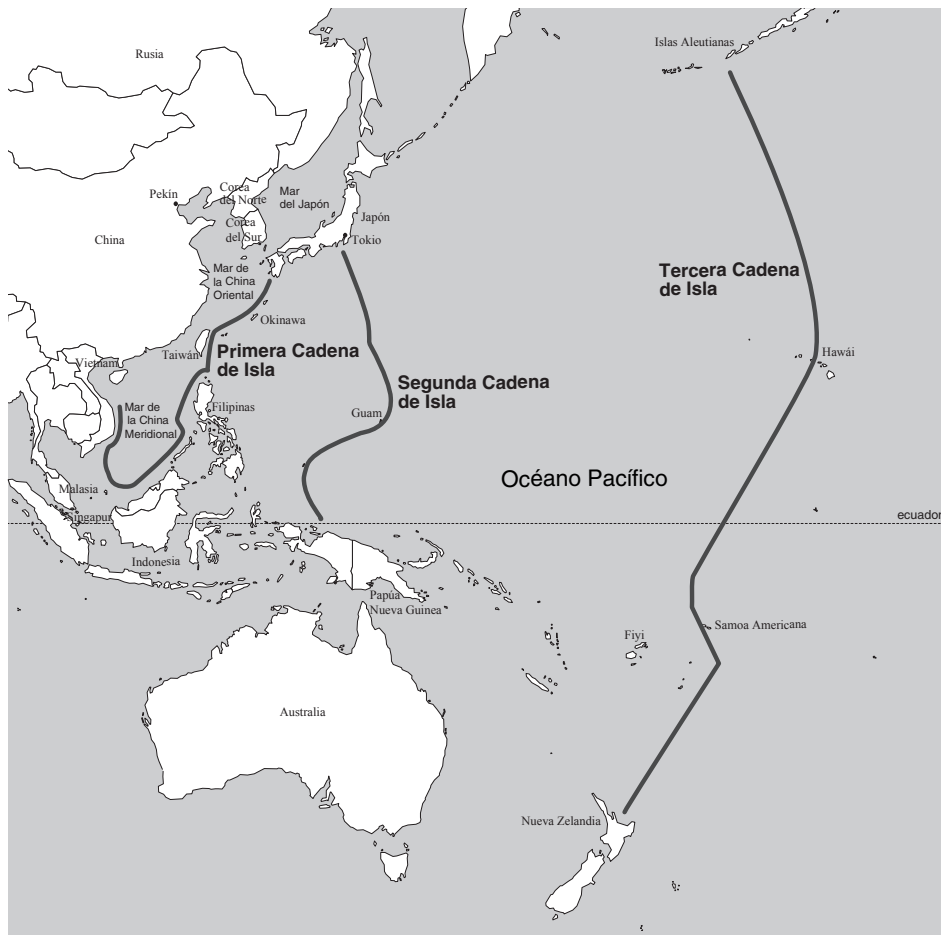 Islas Aleutianas
Rusia
Corea
del Norte
Pekín
Mar
del Japón
Japón
Corea
del Sur
Tokio
China
Mar de
la China
Oriental
Tercera Cadena
de Isla
Okinawa
Taiwán
Primera Cadena
de Isla
Hawái
Vietnam
Segunda Cadena
de Isla
Mar de
la China
Meridional
Filipinas
Guam
Océano Pacífico
Malasia
Singapur
ecuador
Indonesia
Papúa
Nueva Guinea
Samoa Americana
Fiyi
Australia
Nueva Zelandia